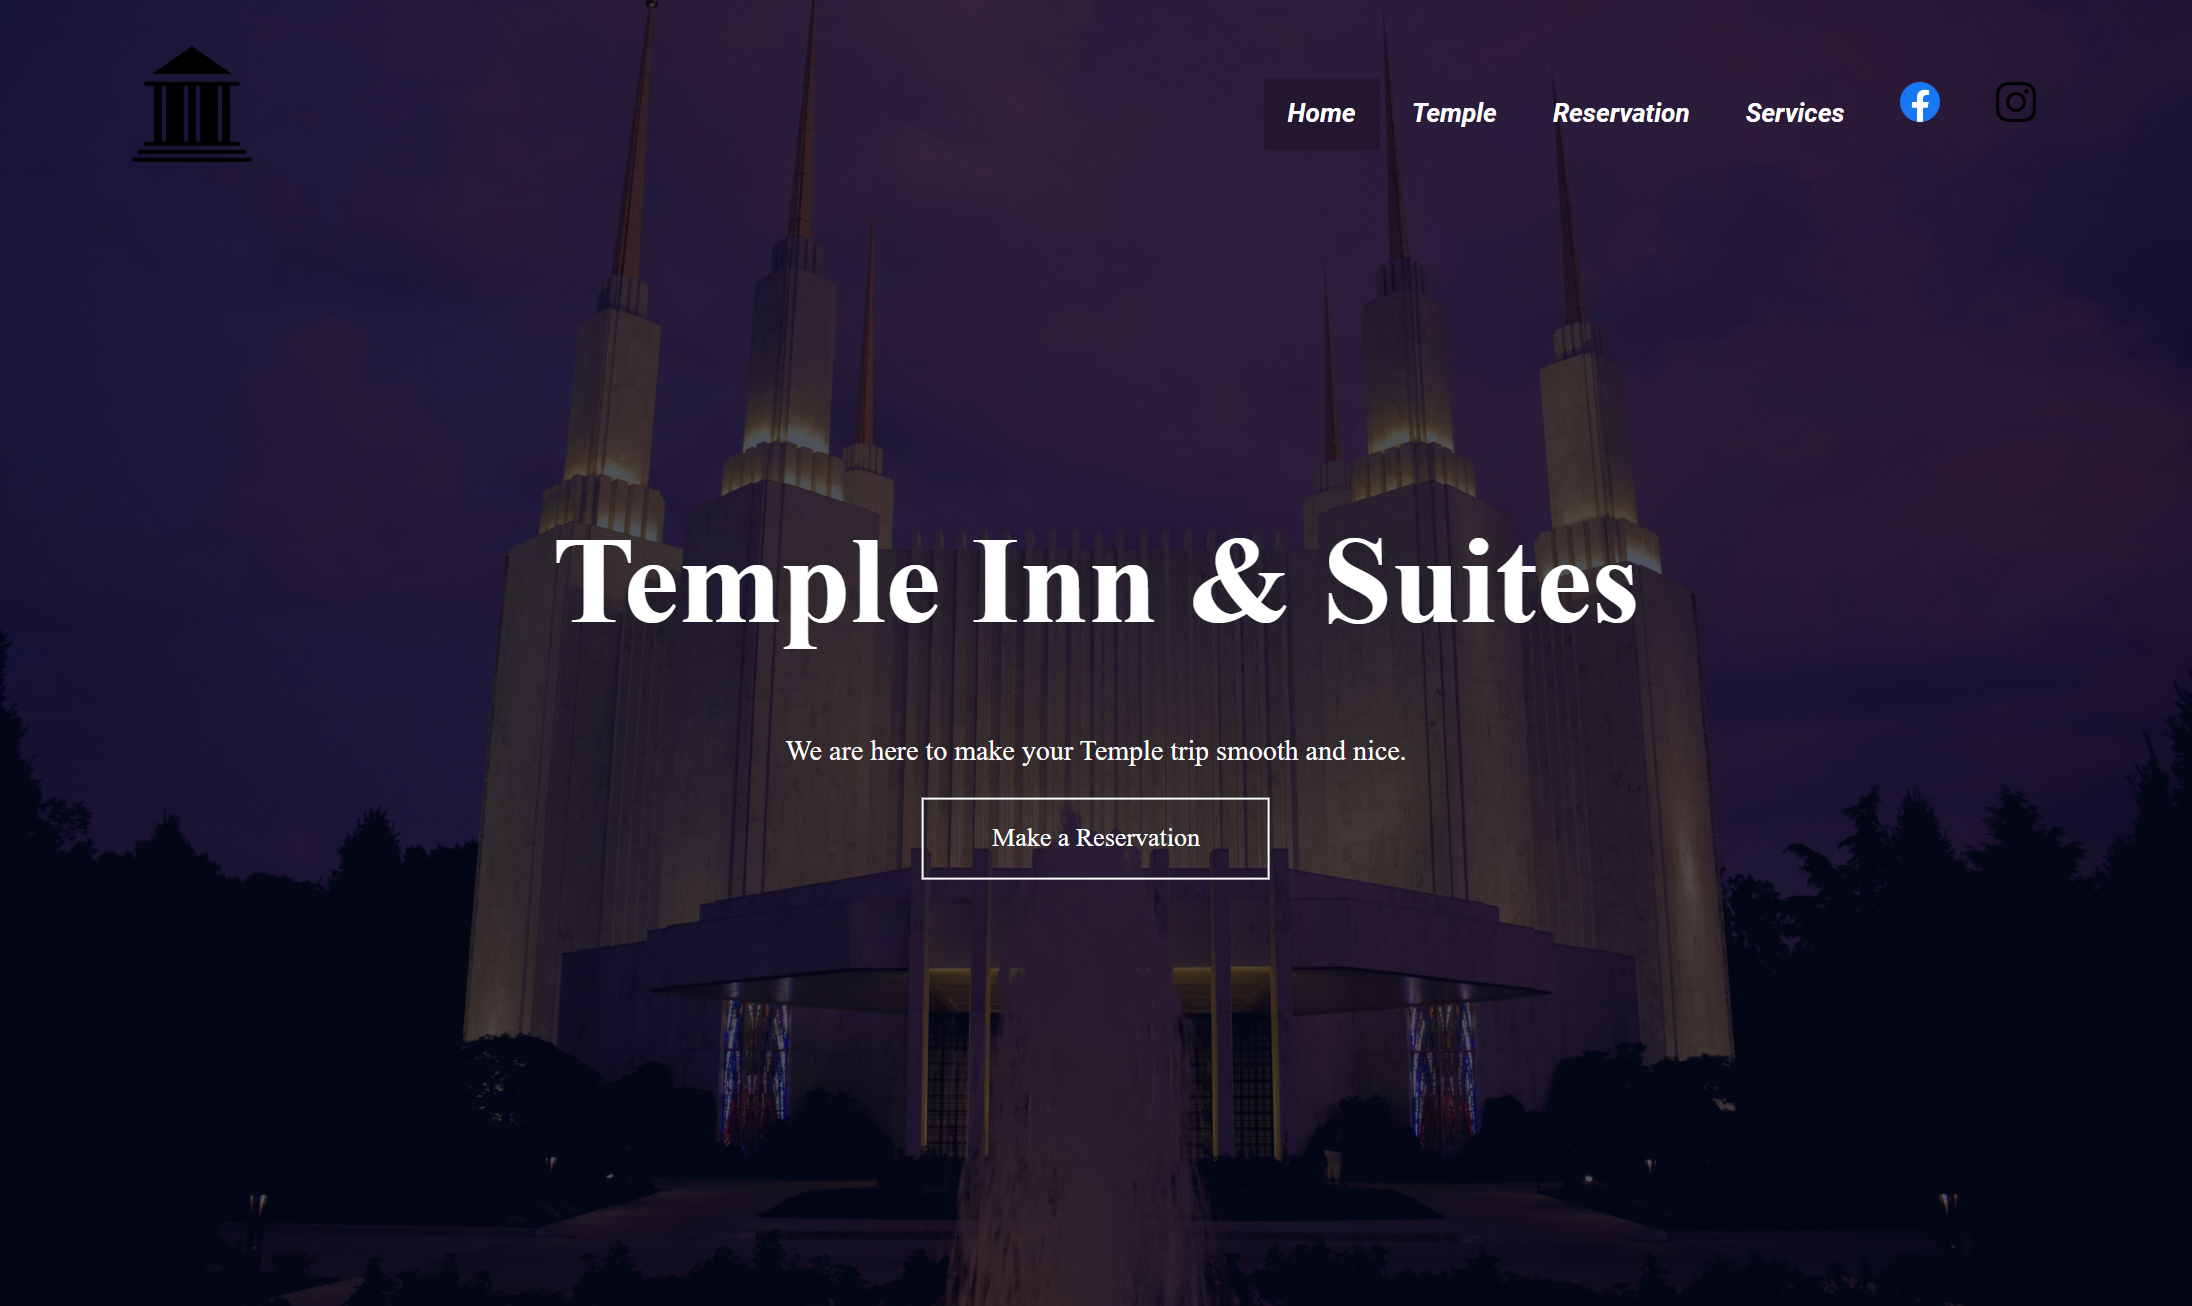 Home Temple Reservation Services
Temple Inn & Suites
We are here to make your Temple trip smooth and nice.
Make a Reservation